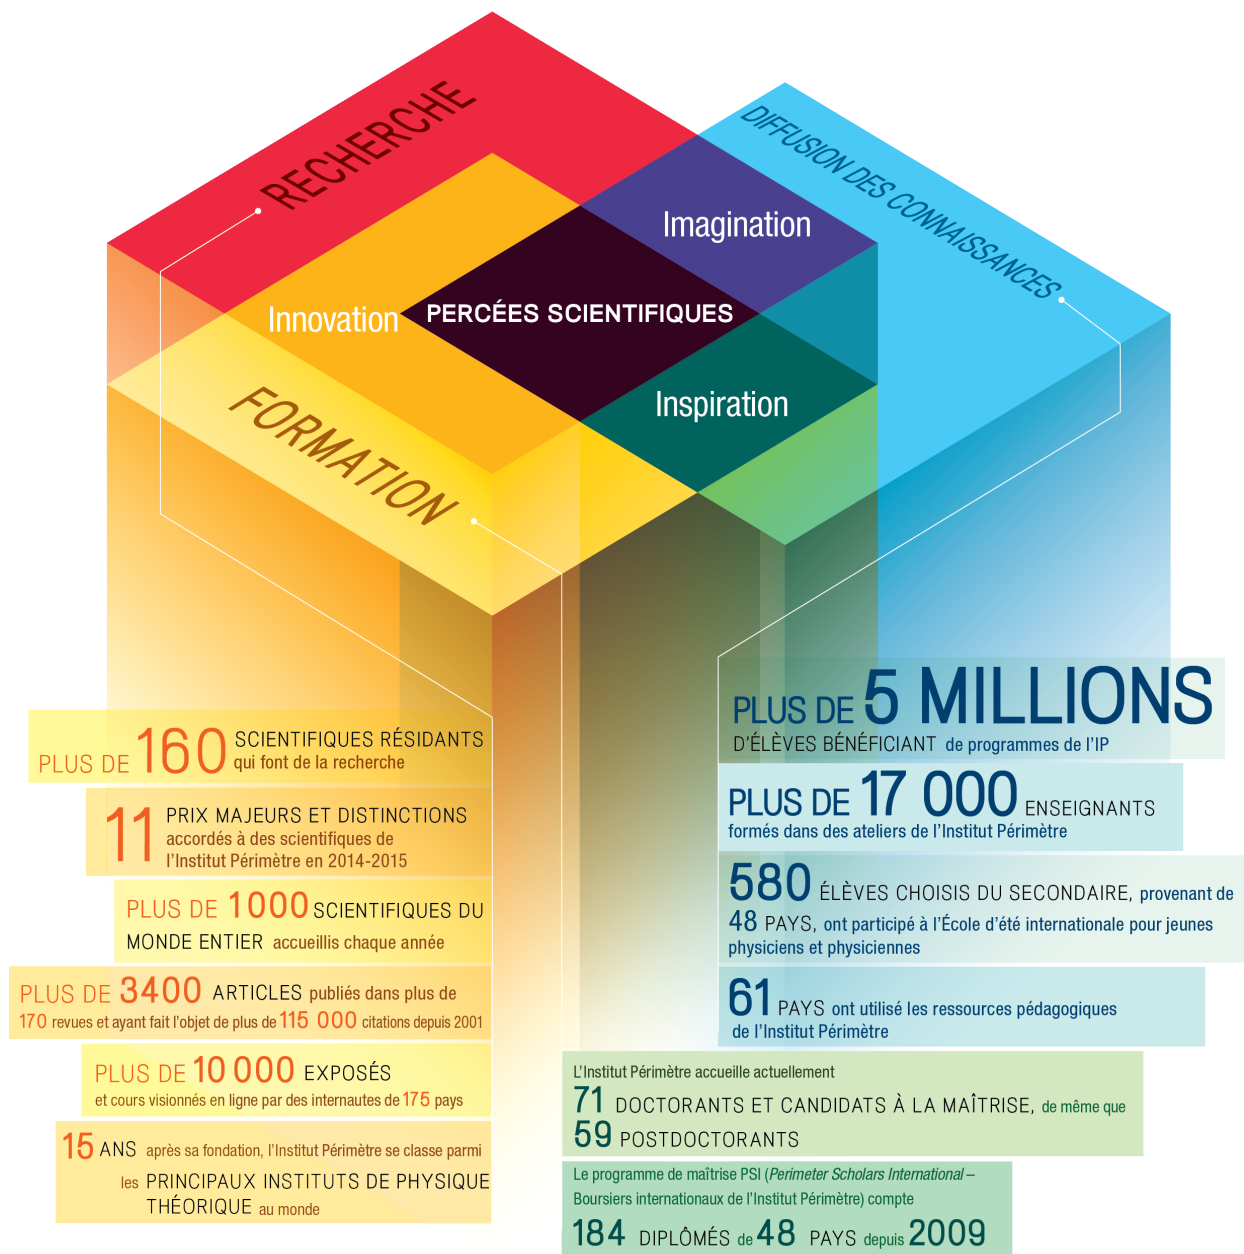 RECHERCHE
DIFFUSION DES CONNAISSANCES
Imagination
Innovation
PERCÉES SCIENTIFIQUES
Inspiration
FORMATION
PLUS DE 160 SCIENTIFIQUES RÉSIDANTS
qui font de la recherche
11 PRIX MAJEURS ET DISTINCTIONS
accordés à des scientifiques de
l'Institut Périmètre en 2014-2015
PLUS DE 1000 SCIENTIFIQUES DU
MONDE ENTIER accueillis chaque année
PLUS DE 3400 ARTICLES publiés dans plus de
170 revues et ayant fait l'objet de plus de 115 000 citations depuis 2001
PLUS DE 10 000 EXPOSÉS
et cours visionnés en ligne par des internautes de 175 pays
15 ANS après sa fondation, l'Institut Périmètre se classe parmi
les PRINCIPAUX INSTITUTS DE PHYSIQUE
THÉORIQUE au monde
PLUS DE 5 MILLIONS
D'ÉLÈVES BÉNÉFICIANT de programmes de l'IP
PLUS DE 17 000 ENSEIGNANTS
formés dans des ateliers de l'Institut Périmètre
580 ÉLÈVES CHOISIS DU SECONDAIRE, provenant de
48 PAYS, ont participé à l'École d'été internationale pour jeunes
physiciens et physiciennes
61 PAYS ont utilisé les ressources pédagogiques
de l'Institut Périmètre
L'Institut Périmètre accueille actuellement
71 DOCTORANTS ET CANDIDATS À LA MAÎTRISE, de même que
59 POSTDOCTORANTS
Le programme de maîtrise PSI (Perimeter Scholars International –
Boursiers internationaux de l'Institut Périmètre) compte
184 DIPLÔMÉS de 48 PAYS depuis 2009